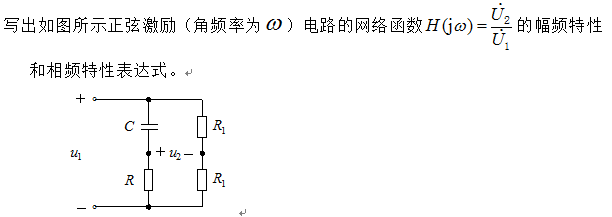 写出如图所示正弦激励（角频率为 ω ）电路的网络函数 H(jω) = U̇₂/U̇₁ 的幅频特性
和相频特性表达式。↵
+
C
R₁
u₁
+ u₂ −
R
R₁
−
↵